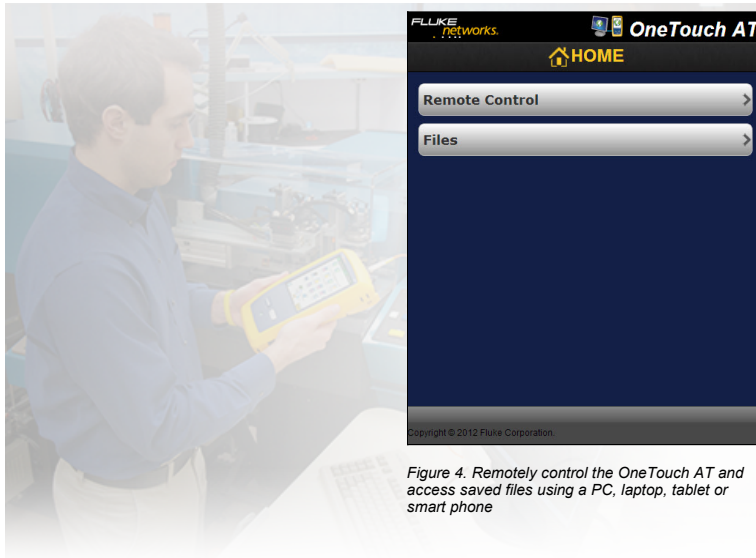 FLUKE
networks.
OneTouch AT
HOME
Remote Control
Files
Copyright © 2012 Fluke Corporation.
Figure 4. Remotely control the OneTouch AT and
access saved files using a PC, laptop, tablet or
smart phone